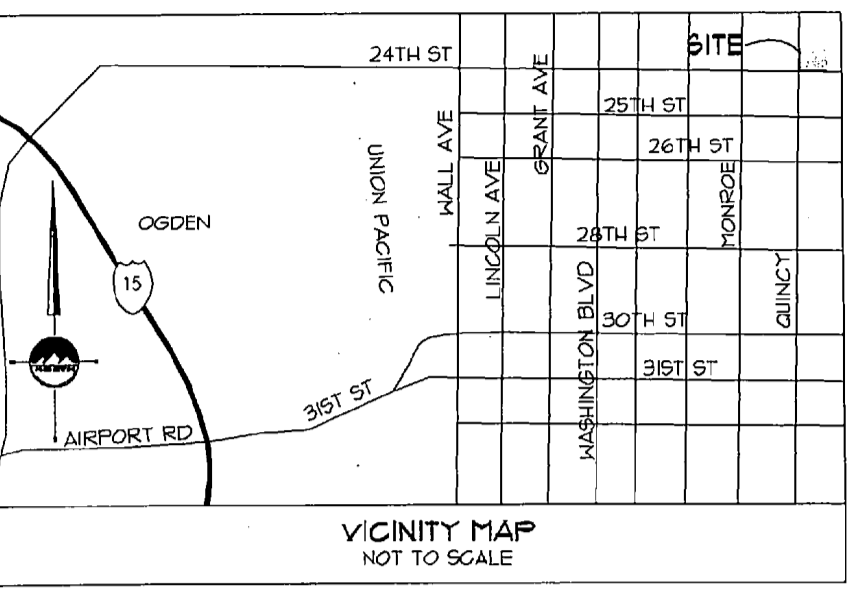 24TH ST
SITE
25TH ST
26TH ST
WALL AVE
GRANT AVE
LINCOLN AVE
UNION PACIFIC
MONROE
OGDEN
28TH ST
15
QUINCY
WASHINGTON BLVD
30TH ST
31ST ST
31ST ST
AIRPORT RD
VICINITY MAP
NOT TO SCALE